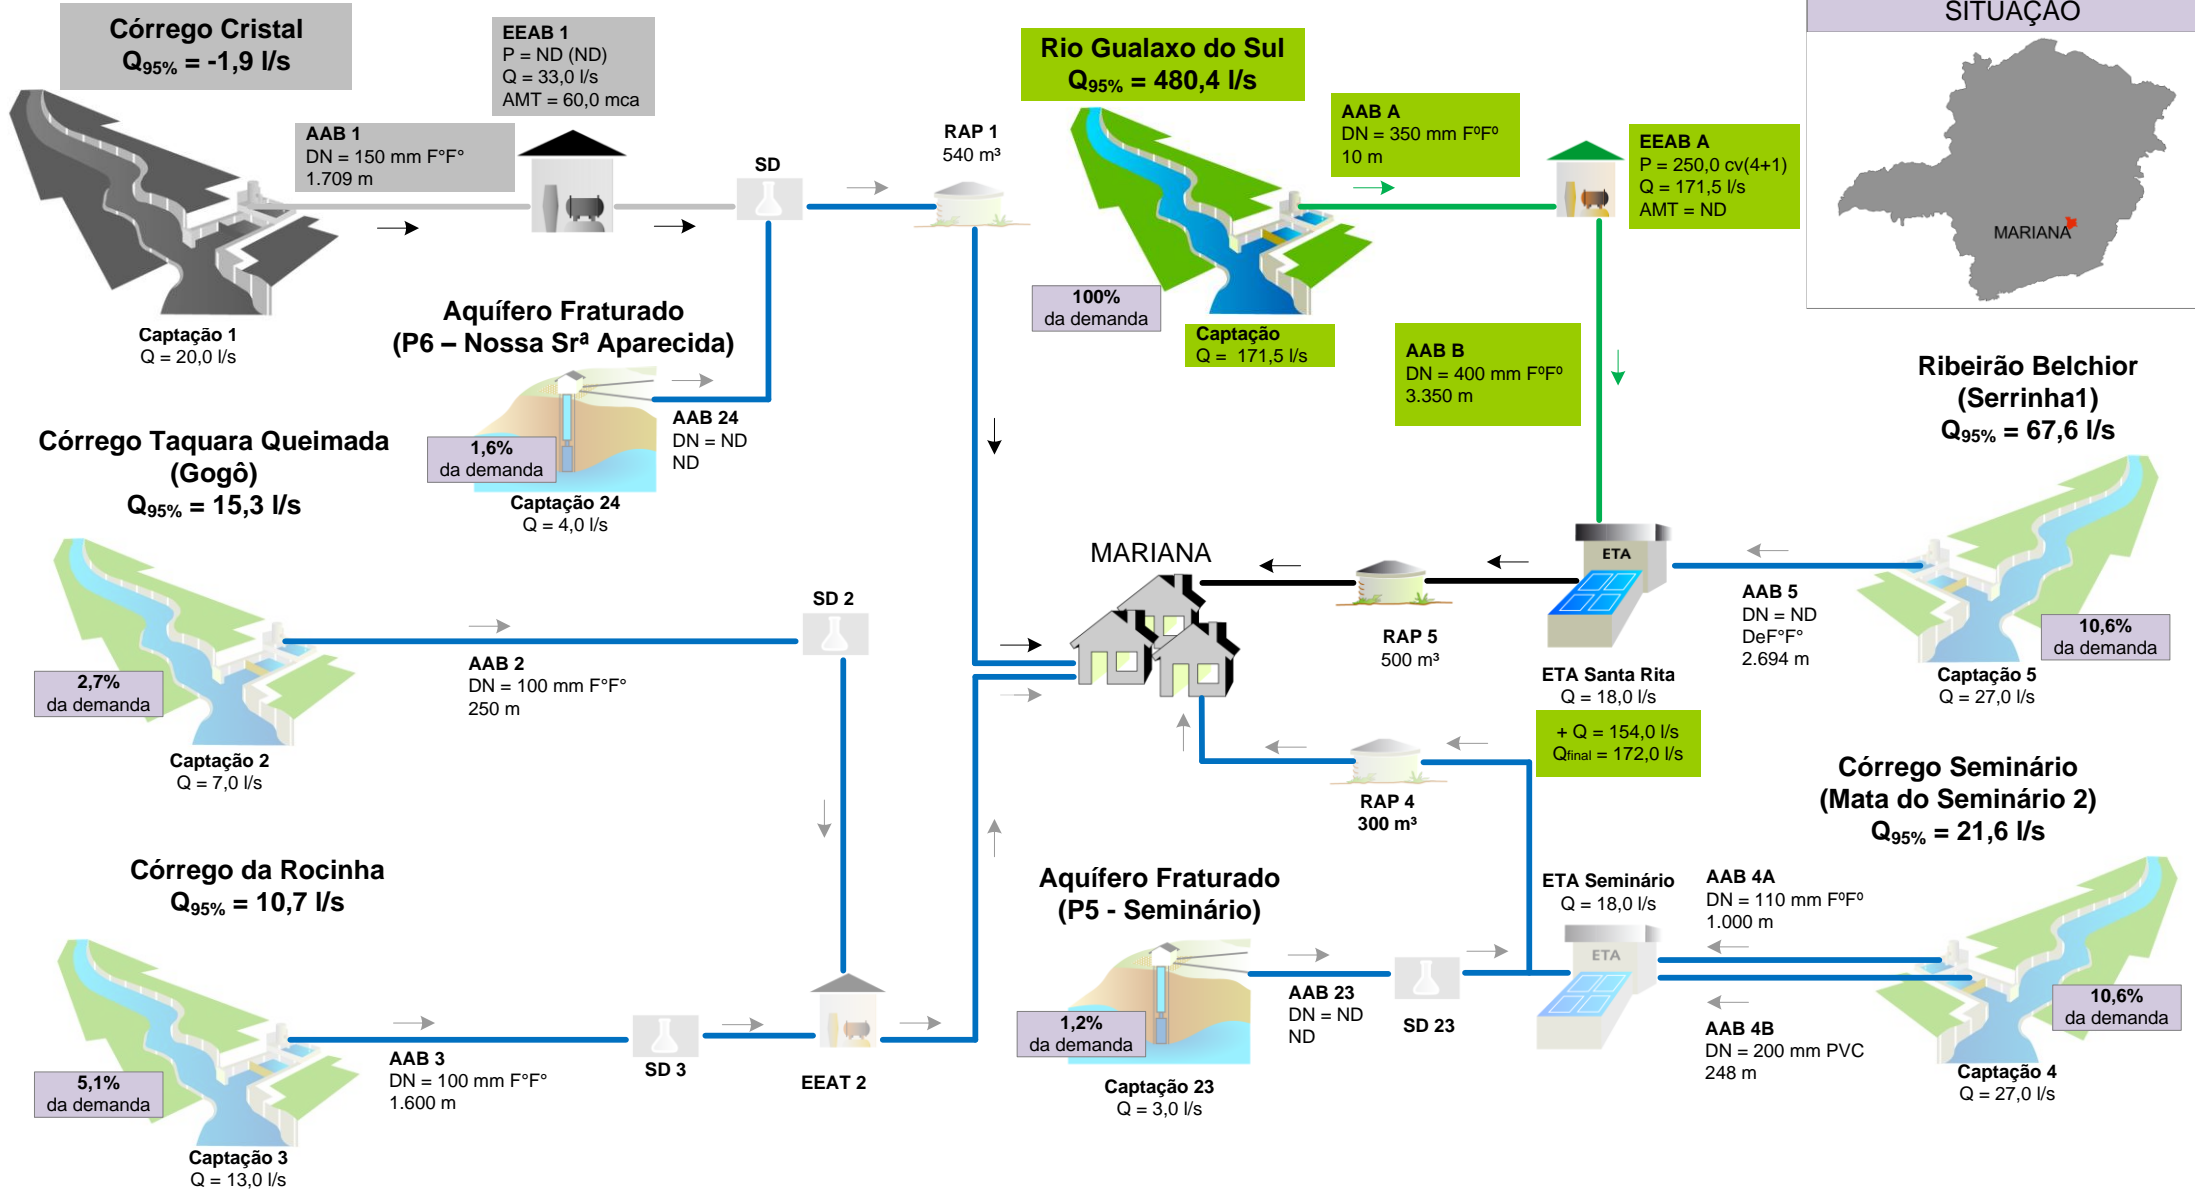 SITUAÇÃO
MARIANA
Córrego Cristal
Q95% = -1,9 l/s
EEAB 1
P = ND (ND)
Q = 33,0 l/s
AMT = 60,0 mca
AAB 1
DN = 150 mm F°F°
1.709 m
SD
RAP 1
540 m³
Captação 1
Q = 20,0 l/s
Rio Gualaxo do Sul
Q95% = 480,4 l/s
AAB A
DN = 350 mm FºFº
10 m
EEAB A
P = 250,0 cv(4+1)
Q = 171,5 l/s
AMT = ND
100%
da demanda
Captação
Q = 171,5 l/s
AAB B
DN = 400 mm FºFº
3.350 m
Aquífero Fraturado
(P6 – Nossa Srª Aparecida)
AAB 24
DN = ND
ND
1,6%
da demanda
Captação 24
Q = 4,0 l/s
Córrego Taquara Queimada
(Gogô)
Q95% = 15,3 l/s
2,7%
da demanda
Captação 2
Q = 7,0 l/s
AAB 2
DN = 100 mm F°F°
250 m
SD 2
MARIANA
RAP 5
500 m³
ETA
ETA Santa Rita
Q = 18,0 l/s
+ Q = 154,0 l/s
Qfinal = 172,0 l/s
Ribeirão Belchior
(Serrinha1)
Q95% = 67,6 l/s
AAB 5
DN = ND
DeF°F°
2.694 m
10,6%
da demanda
Captação 5
Q = 27,0 l/s
RAP 4
300 m³
Córrego Seminário
(Mata do Seminário 2)
Q95% = 21,6 l/s
ETA Seminário
Q = 18,0 l/s
ETA
AAB 4A
DN = 110 mm FºFº
1.000 m
AAB 4B
DN = 200 mm PVC
248 m
10,6%
da demanda
Captação 4
Q = 27,0 l/s
Córrego da Rocinha
Q95% = 10,7 l/s
5,1%
da demanda
Captação 3
Q = 13,0 l/s
AAB 3
DN = 100 mm F°F°
1.600 m
SD 3
EEAT 2
Aquífero Fraturado
(P5 - Seminário)
1,2%
da demanda
Captação 23
Q = 3,0 l/s
AAB 23
DN = ND
ND
SD 23